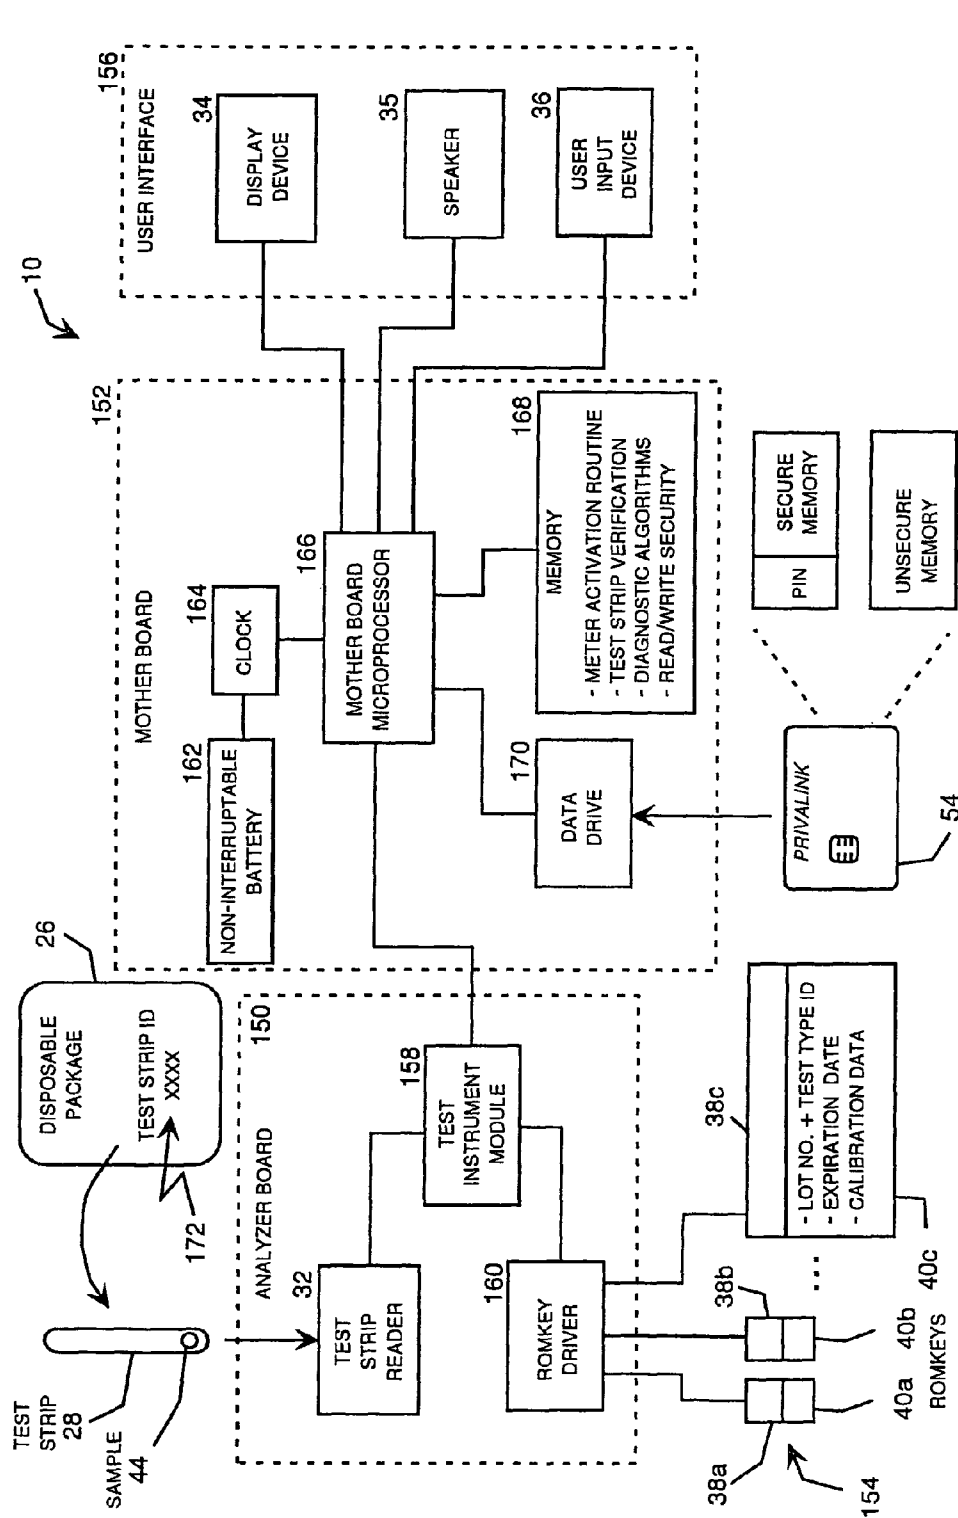 10
TEST
STRIP
28
SAMPLE
44
DISPOSABLE
PACKAGE
TEST STRIP ID
XXXX
26
172
ANALYZER BOARD
150
32
TEST
STRIP
READER
158
TEST
INSTRUMENT
MODULE
160
ROMKEY
DRIVER
MOTHER BOARD
152
162
NON-INTERRUPTABLE
BATTERY
164
CLOCK
166
MOTHER BOARD
MICROPROCESSOR
170
DATA
DRIVE
168
MEMORY
- METER ACTIVATION ROUTINE
- TEST STRIP VERIFICATION
- DIAGNOSTIC ALGORITHMS
- READ/WRITE SECURITY
USER INTERFACE
156
34
DISPLAY
DEVICE
35
SPEAKER
36
USER
INPUT
DEVICE
38a
38b
38c
- LOT NO. + TEST TYPE ID
- EXPIRATION DATE
- CALIBRATION DATA
154
40a
40b
40c
ROMKEYS
PRIVALINK
54
PIN
SECURE
MEMORY
UNSECURE
MEMORY